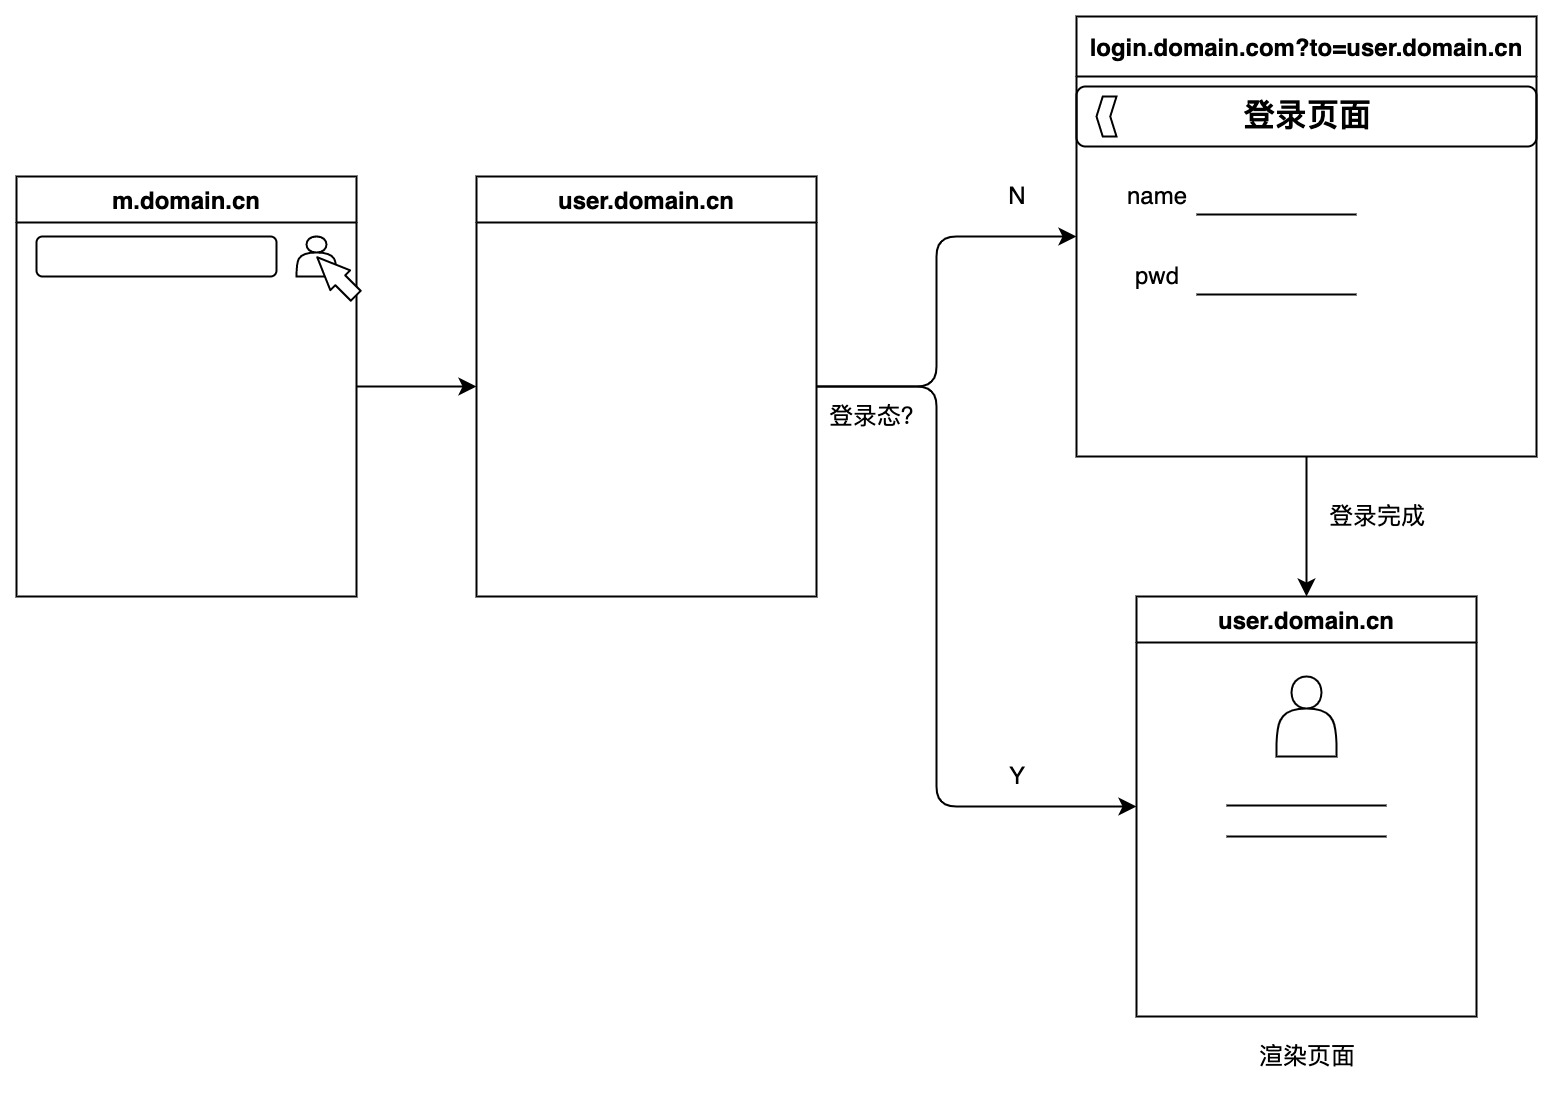 m.domain.cn
user.domain.cn
登录态?
N
login.domain.com?to=user.domain.cn
登录页面
name
pwd
登录完成
Y
user.domain.cn
渲染页面